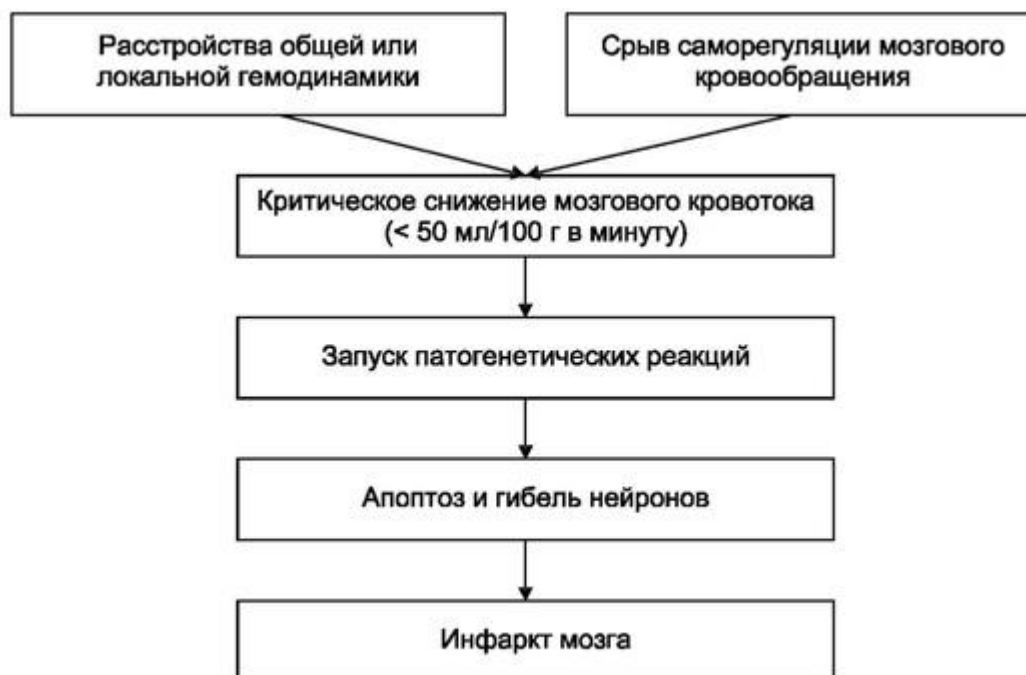 Расстройства общей или
локальной гемодинамики
Срыв саморегуляции мозгового
кровообращения
Критическое снижение мозгового кровотока
(< 50 мл/100 г в минуту)
Запуск патогенетических реакций
Апоптоз и гибель нейронов
Инфаркт мозга